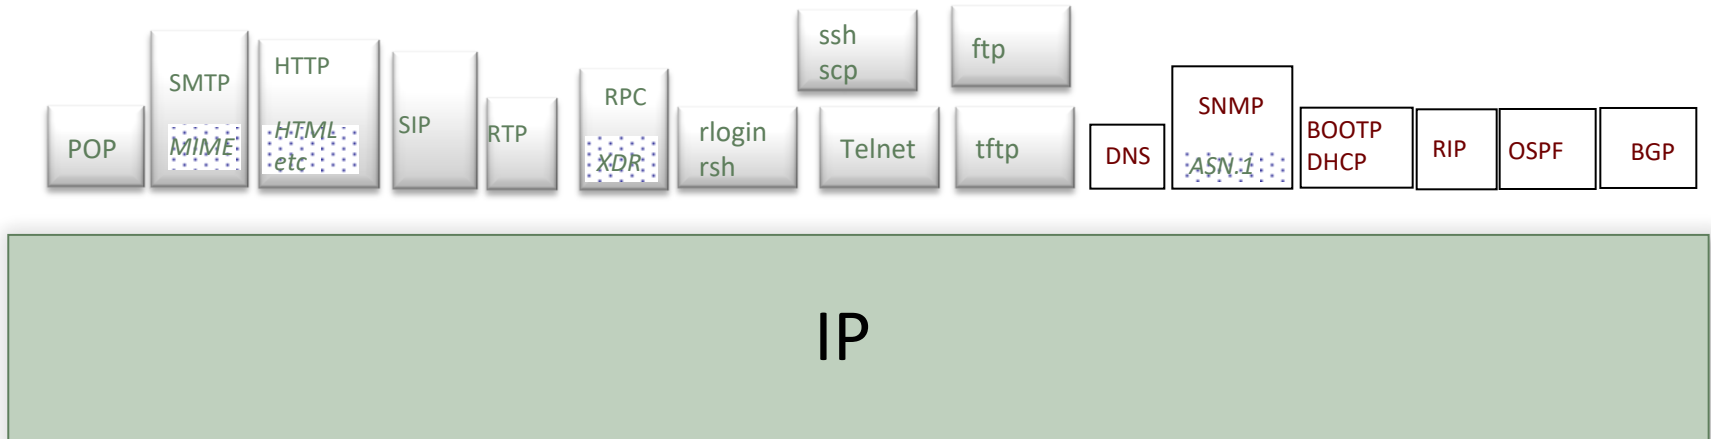 POP
SMTP
MIME
HTTP
HTML
etc
SIP
RTP
RPC
XDR
rlogin
rsh
ssh
scp
Telnet
ftp
tftp
DNS
SNMP
ASN.1
BOOTP
DHCP
RIP
OSPF
BGP
IP